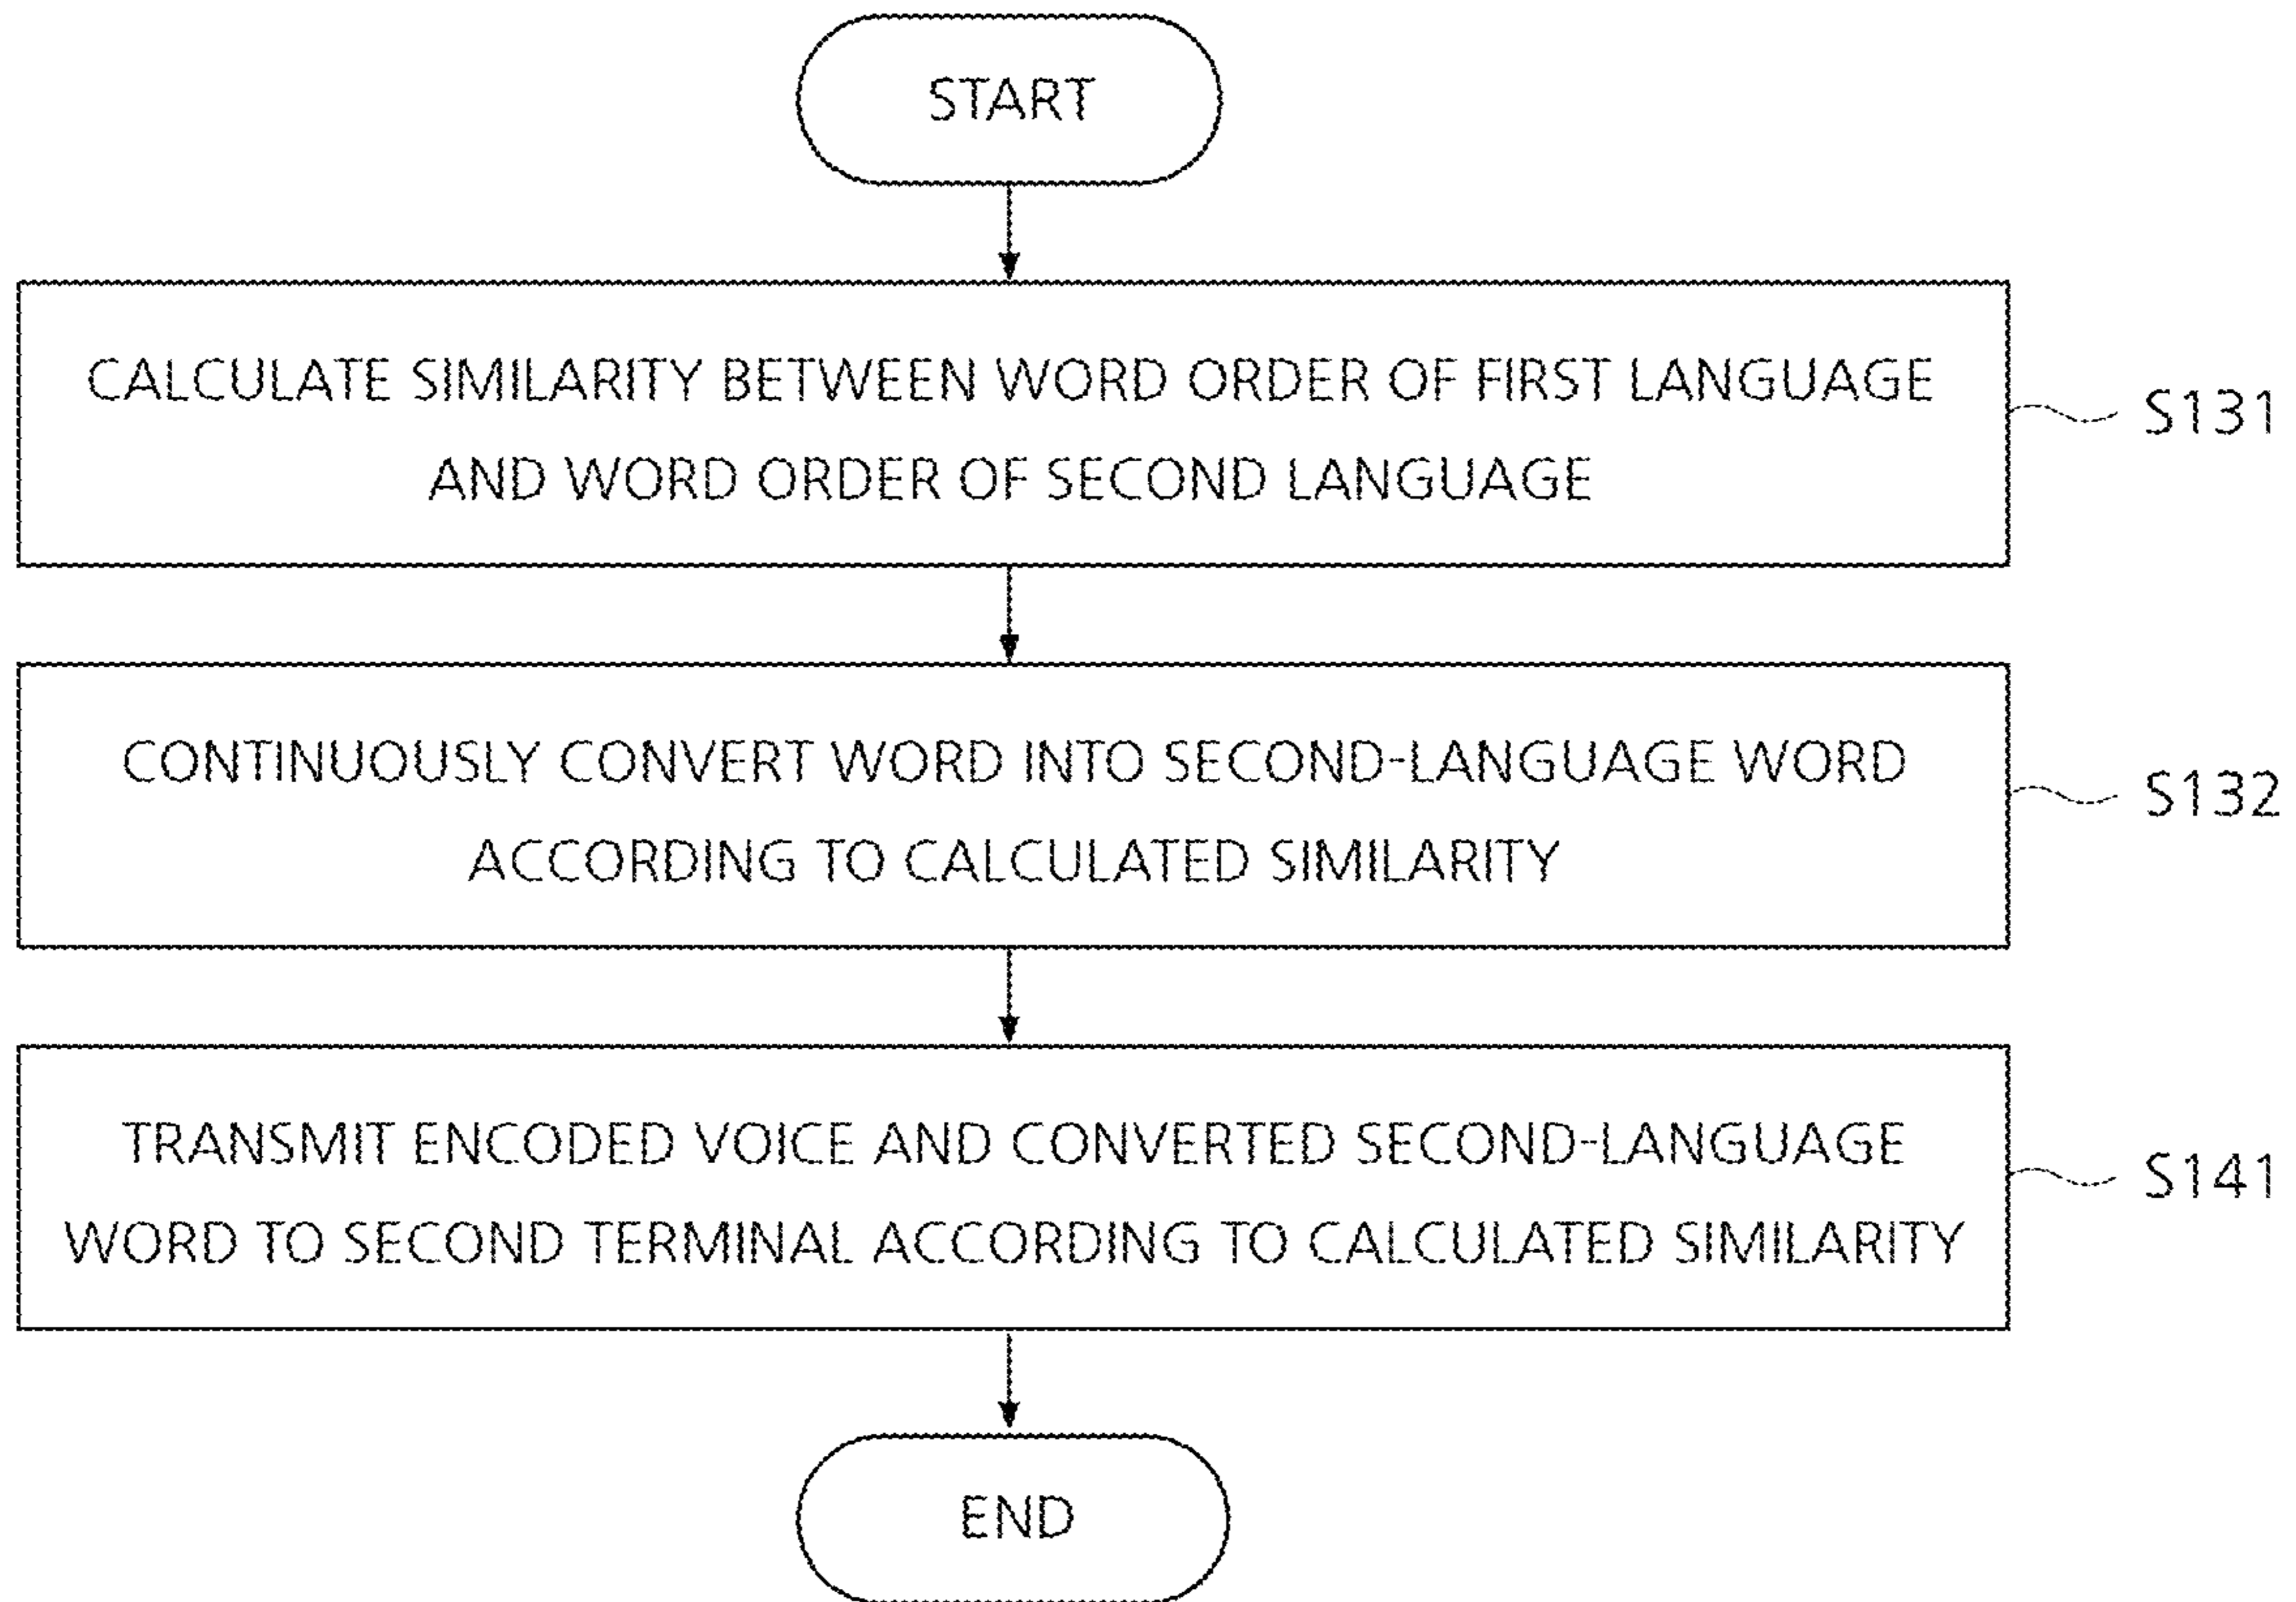 START
CALCULATE SIMILARITY BETWEEN WORD ORDER OF FIRST LANGUAGE
AND WORD ORDER OF SECOND LANGUAGE
S131
CONTINUOUSLY CONVERT WORD INTO SECOND-LANGUAGE WORD
ACCORDING TO CALCULATED SIMILARITY
S132
TRANSMIT ENCODED VOICE AND CONVERTED SECOND-LANGUAGE
WORD TO SECOND TERMINAL ACCORDING TO CALCULATED SIMILARITY
S141
END